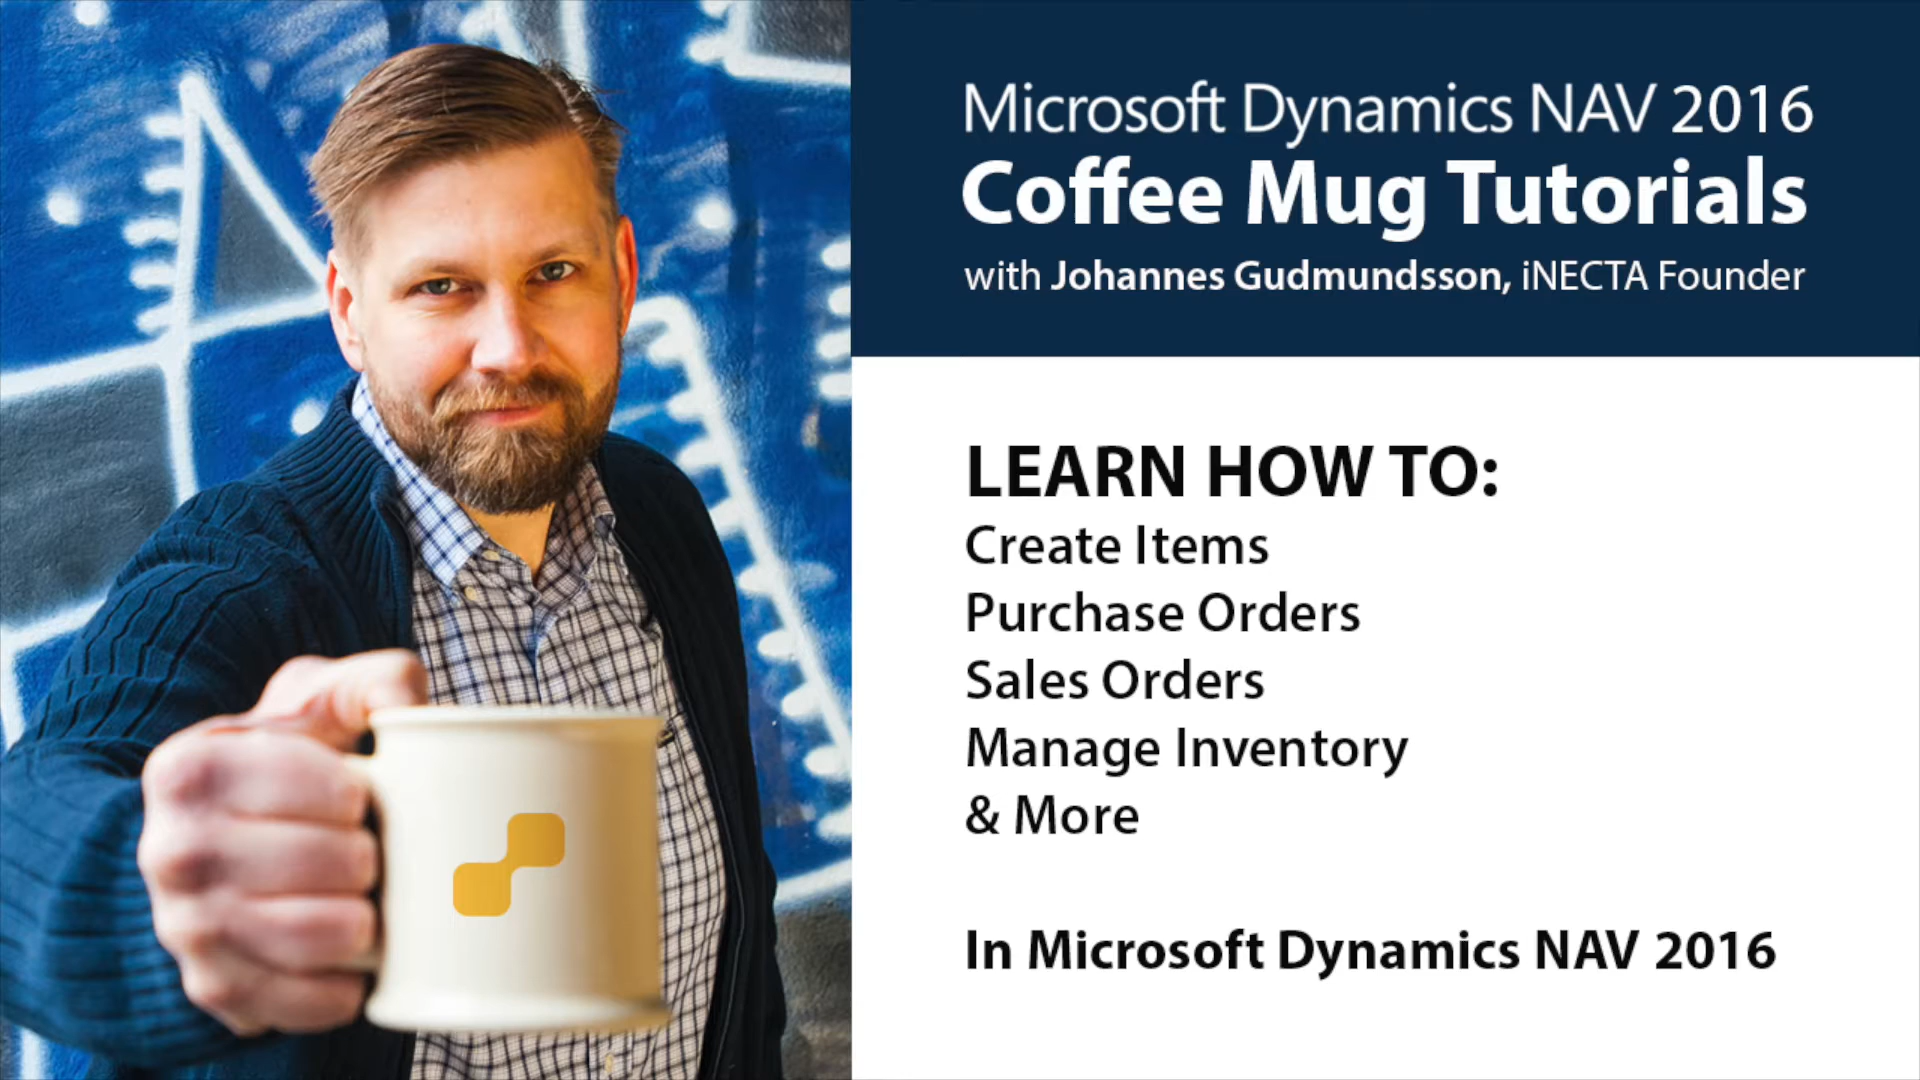 Microsoft Dynamics NAV 2016
Coffee Mug Tutorials
with Johannes Gudmundsson, iNECTA Founder
LEARN HOW TO:
Create Items
Purchase Orders
Sales Orders
Manage Inventory
& More
In Microsoft Dynamics NAV 2016